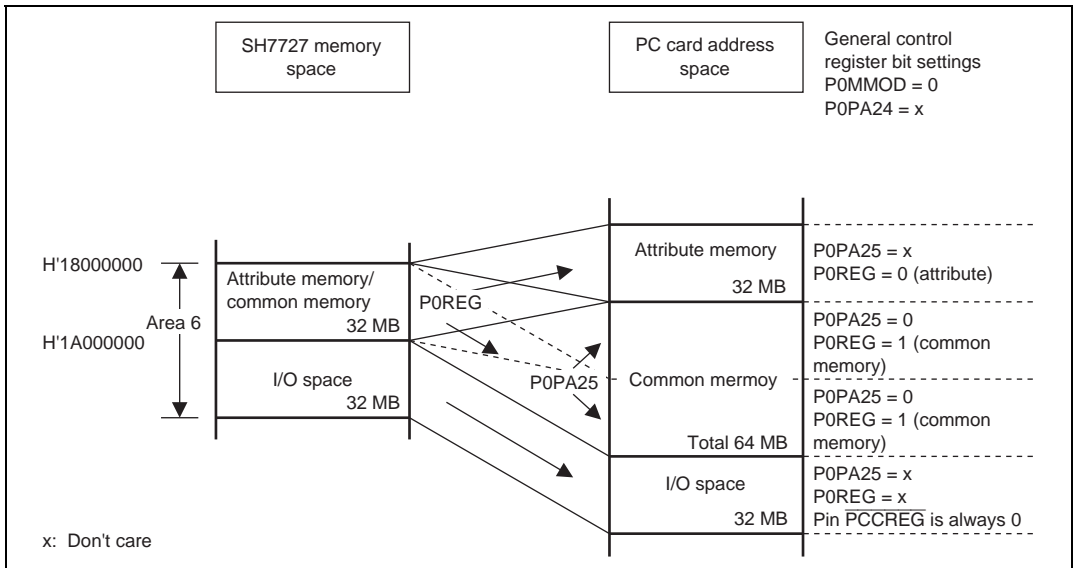 SH7727 memory
space
PC card address
space
General control
register bit settings
P0MMOD = 0
P0PA24 = x
H'18000000
Area 6
H'1A000000
Attribute memory/
common memory
32 MB
I/O space
32 MB
P0REG
P0PA25
Attribute memory
32 MB
Common mermoy
Total 64 MB
I/O space
32 MB
P0PA25 = x
P0REG = 0 (attribute)
P0PA25 = 0
P0REG = 1 (common
memory)
P0PA25 = 0
P0REG = 1 (common
memory)
P0PA25 = x
P0REG = x
Pin PCCREG is always 0
x: Don't care